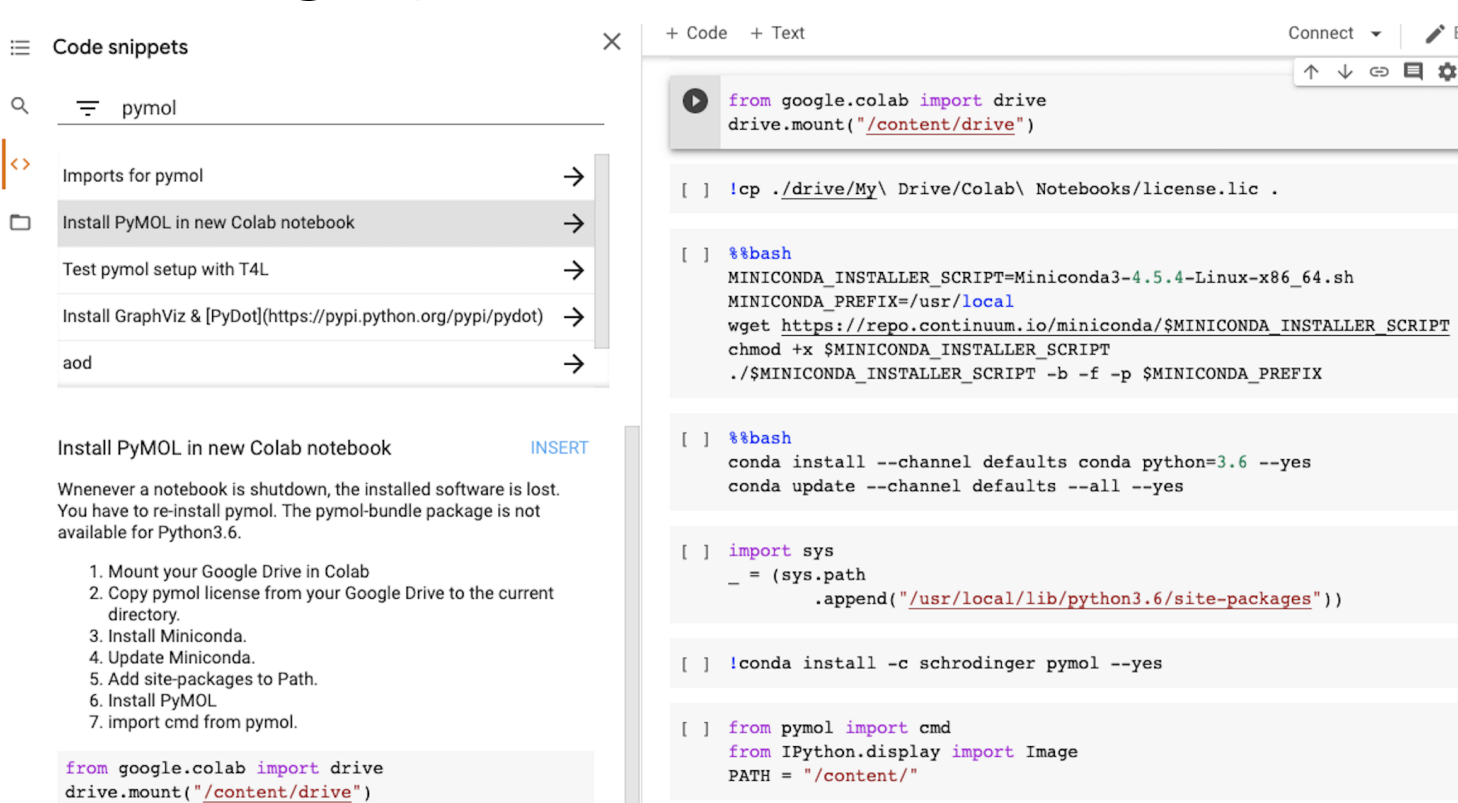 Code snippets
pymol
Imports for pymol
Install PyMOL in new Colab notebook
Test pymol setup with T4L
Install GraphViz & [PyDot](https://pypi.python.org/pypi/pydot)
aod
Install PyMOL in new Colab notebook
INSERT
Wnenever a notebook is shutdown, the installed software is lost.
You have to re-install pymol. The pymol-bundle package is not
available for Python3.6.
1. Mount your Google Drive in Colab
2. Copy pymol license from your Google Drive to the current
directory.
3. Install Miniconda.
4. Update Miniconda.
5. Add site-packages to Path.
6. Install PyMOL
7. import cmd from pymol.
from google.colab import drive
drive.mount("/content/drive")
+ Code + Text
Connect
from google.colab import drive
drive.mount("/content/drive")
[ ] !cp ./drive/My\ Drive/Colab\ Notebooks/license.lic .
[ ] %%bash
MINICONDA_INSTALLER_SCRIPT=Miniconda3-4.5.4-Linux-x86_64.sh
MINICONDA_PREFIX=/usr/local
wget https://repo.continuum.io/miniconda/$MINICONDA_INSTALLER_SCRIPT
chmod +x $MINICONDA_INSTALLER_SCRIPT
./$MINICONDA_INSTALLER_SCRIPT -b -f -p $MINICONDA_PREFIX
[ ] %%bash
conda install --channel defaults conda python=3.6 --yes
conda update --channel defaults --all --yes
[ ] import sys
_ = (sys.path
.append("/usr/local/lib/python3.6/site-packages"))
[ ] !conda install -c schrodinger pymol --yes
[ ] from pymol import cmd
from IPython.display import Image
PATH = "/content/"